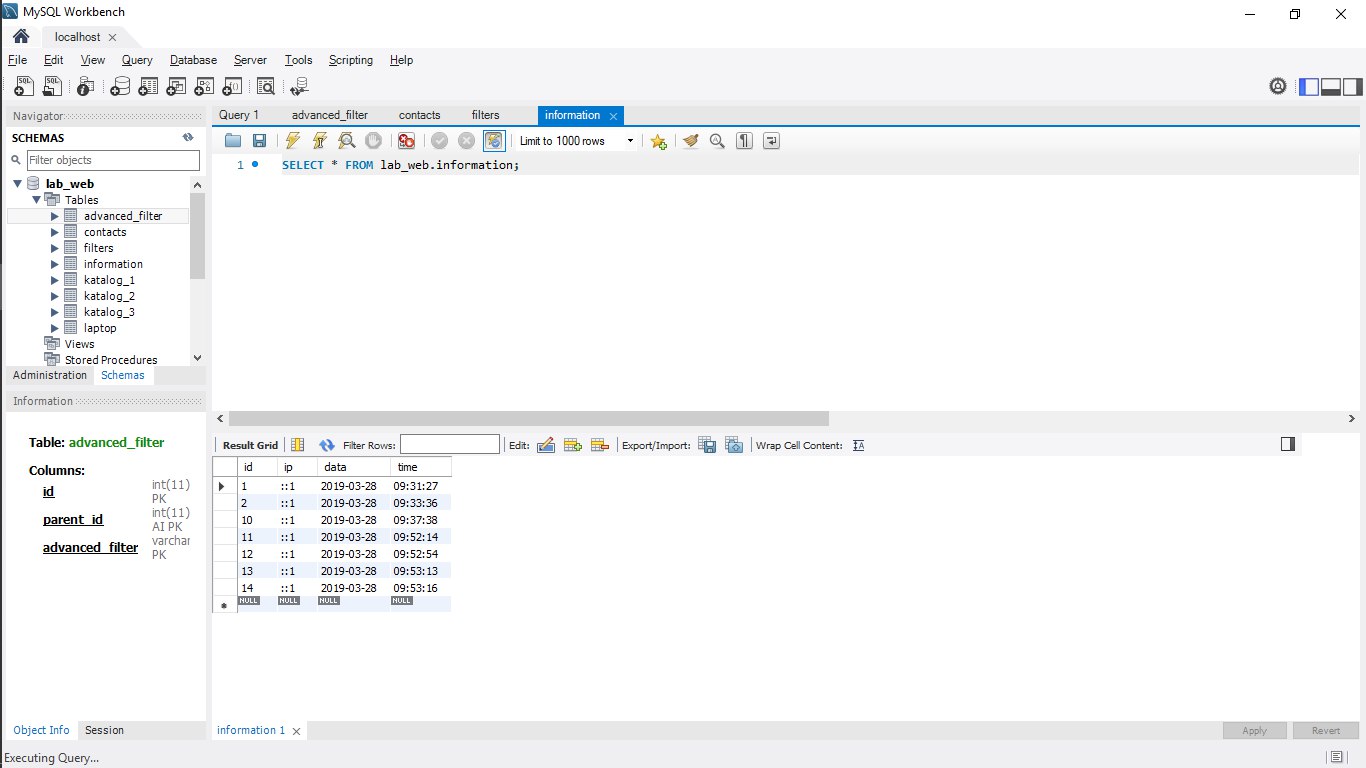 MySQL Workbench
localhost
File Edit View Query Database Server Tools Scripting Help
Navigator
SCHEMAS
Filter objects
lab_web
Tables
advanced_filter
contacts
filters
information
katalog_1
katalog_2
katalog_3
laptop
Views
Stored Procedures
Administration Schemas
Information
Table: advanced_filter
Columns:
id int(11) PK
parent_id int(11) AI PK
advanced_filter varchar PK
Object Info Session
Query 1 advanced_filter contacts filters information
Limit to 1000 rows
1 SELECT * FROM lab_web.information;
Result Grid Filter Rows: Edit: Export/Import: Wrap Cell Content:
id ip data time
1 ::1 2019-03-28 09:31:27
2 ::1 2019-03-28 09:33:36
10 ::1 2019-03-28 09:37:38
11 ::1 2019-03-28 09:52:14
12 ::1 2019-03-28 09:52:54
13 ::1 2019-03-28 09:53:13
14 ::1 2019-03-28 09:53:16
NULL NULL NULL NULL
information 1
Apply Revert
Executing Query...